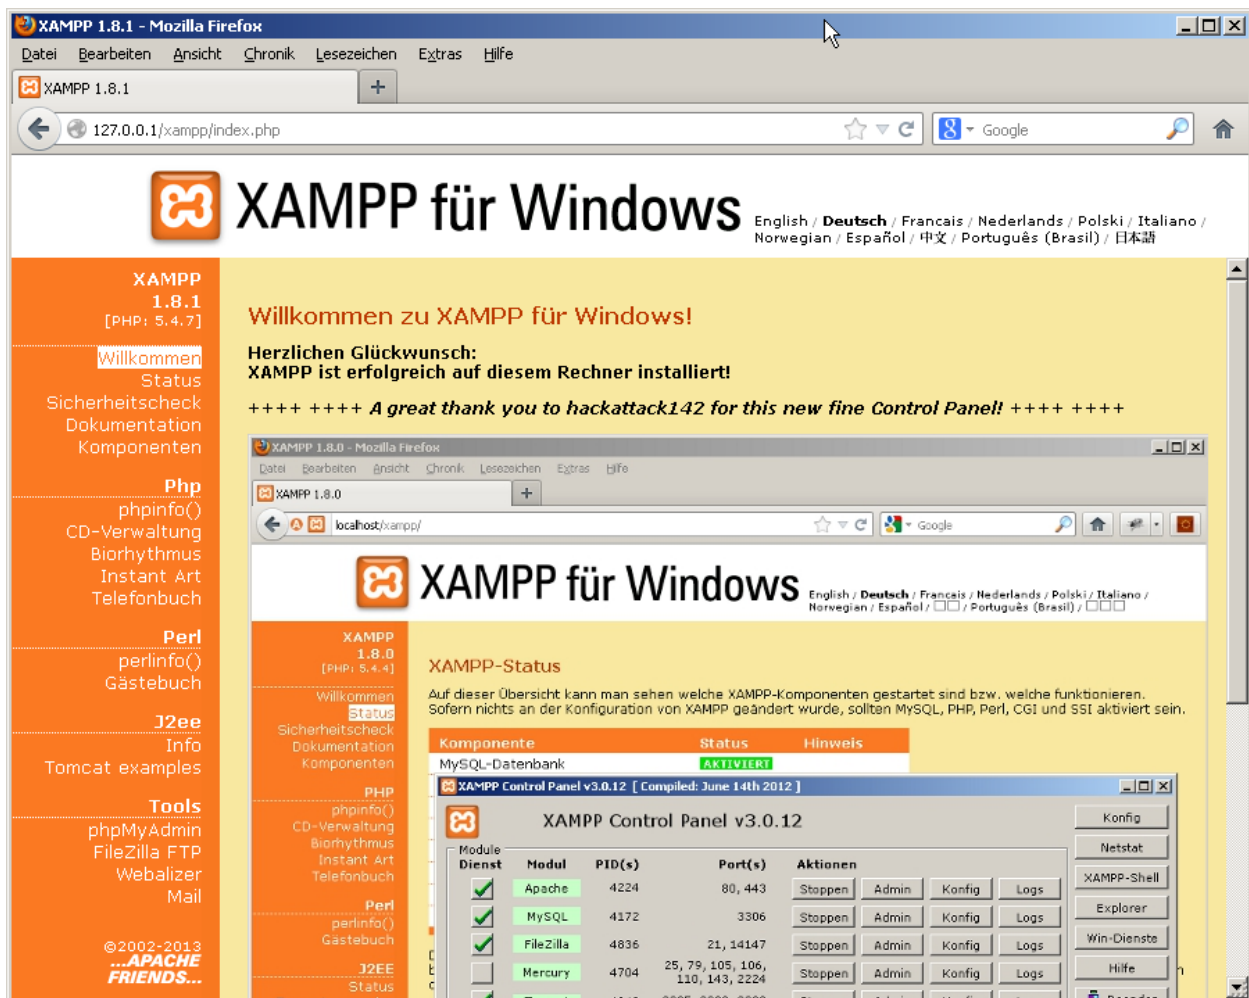 XAMPP 1.8.1 - Mozilla Firefox
Datei Bearbeiten Ansicht Chronik Lesezeichen Extras Hilfe
XAMPP 1.8.1
127.0.0.1/xampp/index.php
Google
XAMPP für Windows
English / Deutsch / Francais / Nederlands / Polski / Italiano /
Norwegian / Español / 中文 / Português (Brasil) / 日本語
XAMPP
1.8.1
[PHP: 5.4.7]
Willkommen
Status
Sicherheitscheck
Dokumentation
Komponenten
Php
phpinfo()
CD-Verwaltung
Biorhythmus
Instant Art
Telefonbuch
Perl
perlinfo()
Gästebuch
J2ee
Info
Tomcat examples
Tools
phpMyAdmin
FileZilla FTP
Webalizer
Mail
©2002-2013
...APACHE
FRIENDS...
Willkommen zu XAMPP für Windows!
Herzlichen Glückwunsch:
XAMPP ist erfolgreich auf diesem Rechner installiert!
++++ ++++ A great thank you to hackattack142 for this new fine Control Panel! ++++ ++++
XAMPP 1.8.0 - Mozilla Firefox
Datei Bearbeiten Ansicht Chronik Lesezeichen Extras Hilfe
XAMPP 1.8.0
localhost/xampp/
Google
XAMPP für Windows
English / Deutsch / Francais / Nederlands / Polski / Italiano /
Norwegian / Español / □□ / Português (Brasil) / □□□
XAMPP
1.8.0
[PHP: 5.4.4]
Willkommen
Status
Sicherheitscheck
Dokumentation
Komponenten
PHP
phpinfo()
CD-Verwaltung
Biorhythmus
Instant Art
Telefonbuch
Perl
perlinfo()
Gästebuch
J2EE
Status
XAMPP-Status
Auf dieser Übersicht kann man sehen welche XAMPP-Komponenten gestartet sind bzw. welche funktionieren.
Sofern nichts an der Konfiguration von XAMPP geändert wurde, sollten MySQL, PHP, Perl, CGI und SSI aktiviert sein.
Komponente Status Hinweis
MySQL-Datenbank AKTIVIERT
XAMPP Control Panel v3.0.12 [ Compiled: June 14th 2012 ]
XAMPP Control Panel v3.0.12
Konfig
Netstat
XAMPP-Shell
Explorer
Win-Dienste
Hilfe
Module
Dienst Modul PID(s) Port(s) Aktionen
Apache 4224 80, 443 Stoppen Admin Konfig Logs
MySQL 4172 3306 Stoppen Admin Konfig Logs
FileZilla 4836 21, 14147 Stoppen Admin Konfig Logs
Mercury 4704 25, 79, 105, 106, 110, 143, 2224 Stoppen Admin Konfig Logs